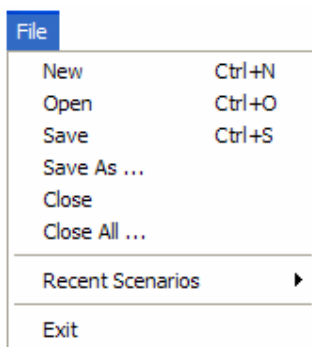 File
New Ctrl+N
Open Ctrl+O
Save Ctrl+S
Save As ...
Close
Close All ...
Recent Scenarios
Exit